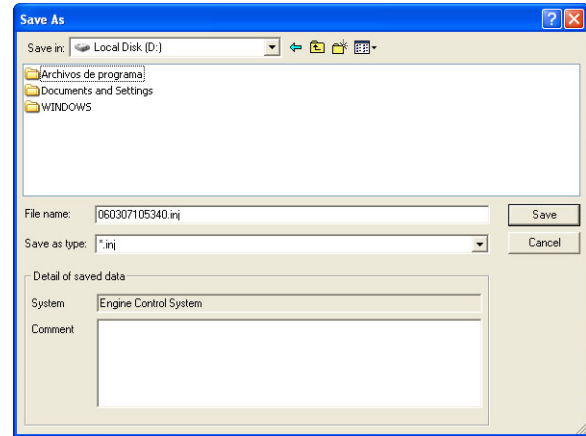 Save As
Save in: Local Disk (D:)
Archivos de programa
Documents and Settings
WINDOWS
File name: 060307105340.inj Save
Save as type: *.inj Cancel
Detail of saved data
System Engine Control System
Comment